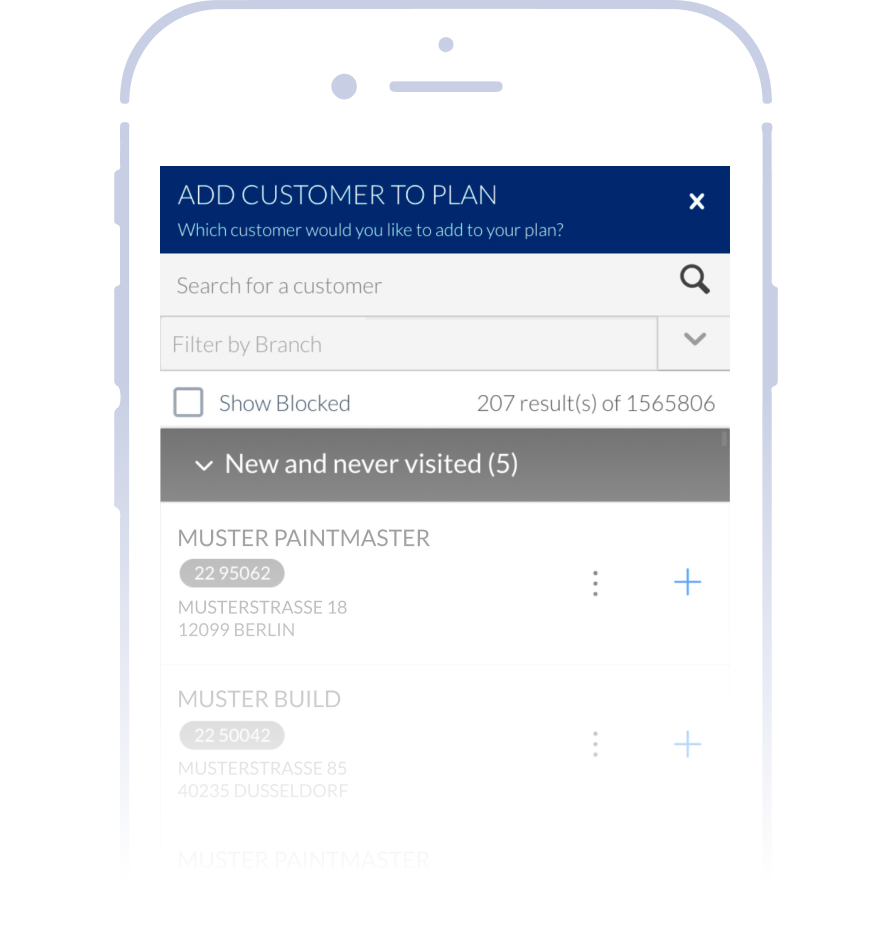 ADD CUSTOMER TO PLAN
Which customer would you like to add to your plan?
Search for a customer
Filter by Branch
Show Blocked 207 result(s) of 1565806
New and never visited (5)
MUSTER PAINTMASTER
22 95062
MUSTERSTRASSE 18
12099 BERLIN
MUSTER BUILD
22 50042
MUSTERSTRASSE 85
40235 DUSSELDORF
MUSTER PAINTMASTER